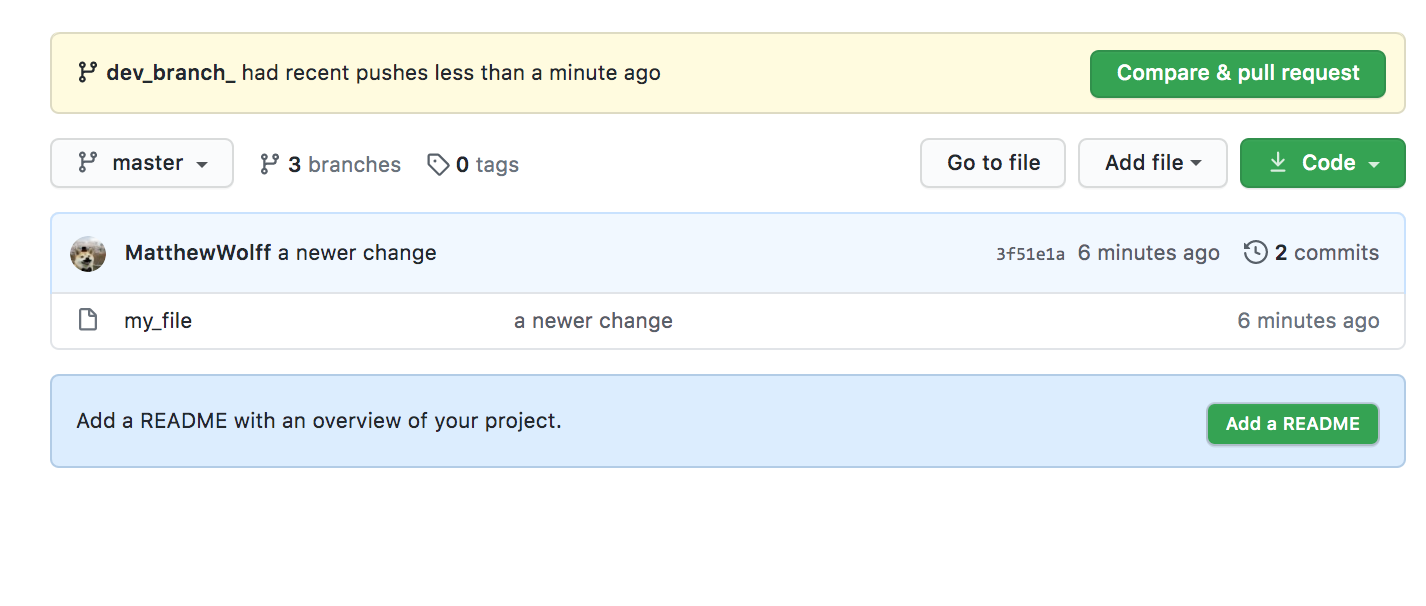 dev_branch_ had recent pushes less than a minute ago Compare & pull request
master 3 branches 0 tags Go to file Add file Code
MatthewWolff a newer change 3f51e1a 6 minutes ago 2 commits
my_file a newer change 6 minutes ago
Add a README with an overview of your project. Add a README